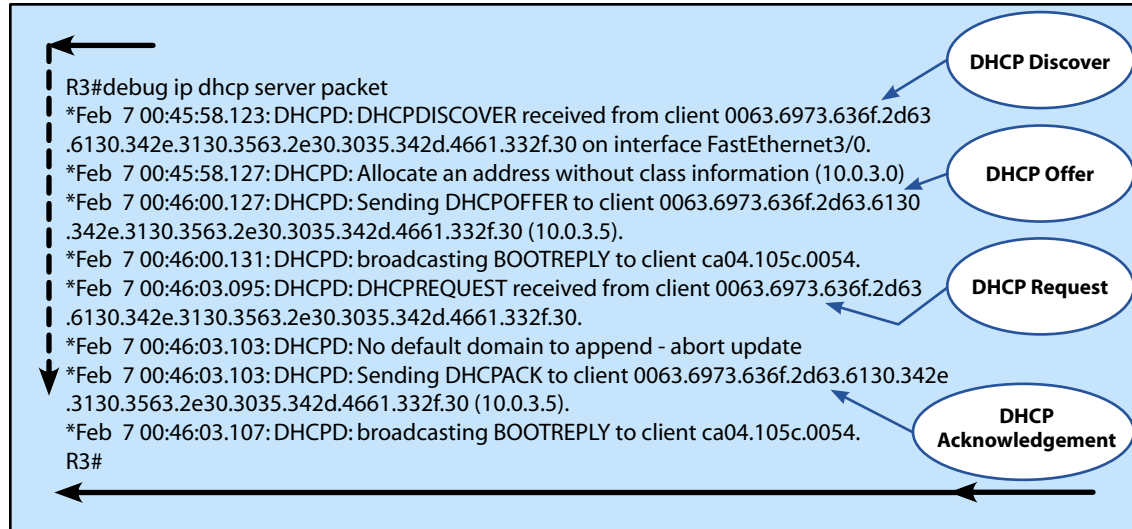 R3#debug ip dhcp server packet
*Feb 7 00:45:58.123: DHCPD: DHCPDISCOVER received from client 0063.6973.636f.2d63
.6130.342e.3130.3563.2e30.3035.342d.4661.332f.30 on interface FastEthernet3/0.
*Feb 7 00:45:58.127: DHCPD: Allocate an address without class information (10.0.3.0)
*Feb 7 00:46:00.127: DHCPD: Sending DHCPOFFER to client 0063.6973.636f.2d63.6130
.342e.3130.3563.2e30.3035.342d.4661.332f.30 (10.0.3.5).
*Feb 7 00:46:00.131: DHCPD: broadcasting BOOTREPLY to client ca04.105c.0054.
*Feb 7 00:46:03.095: DHCPD: DHCPREQUEST received from client 0063.6973.636f.2d63
.6130.342e.3130.3563.2e30.3035.342d.4661.332f.30.
*Feb 7 00:46:03.103: DHCPD: No default domain to append - abort update
*Feb 7 00:46:03.103: DHCPD: Sending DHCPACK to client 0063.6973.636f.2d63.6130.342e
.3130.3563.2e30.3035.342d.4661.332f.30 (10.0.3.5).
*Feb 7 00:46:03.107: DHCPD: broadcasting BOOTREPLY to client ca04.105c.0054.
R3#
DHCP Discover
DHCP Offer
DHCP Request
DHCP
Acknowledgement